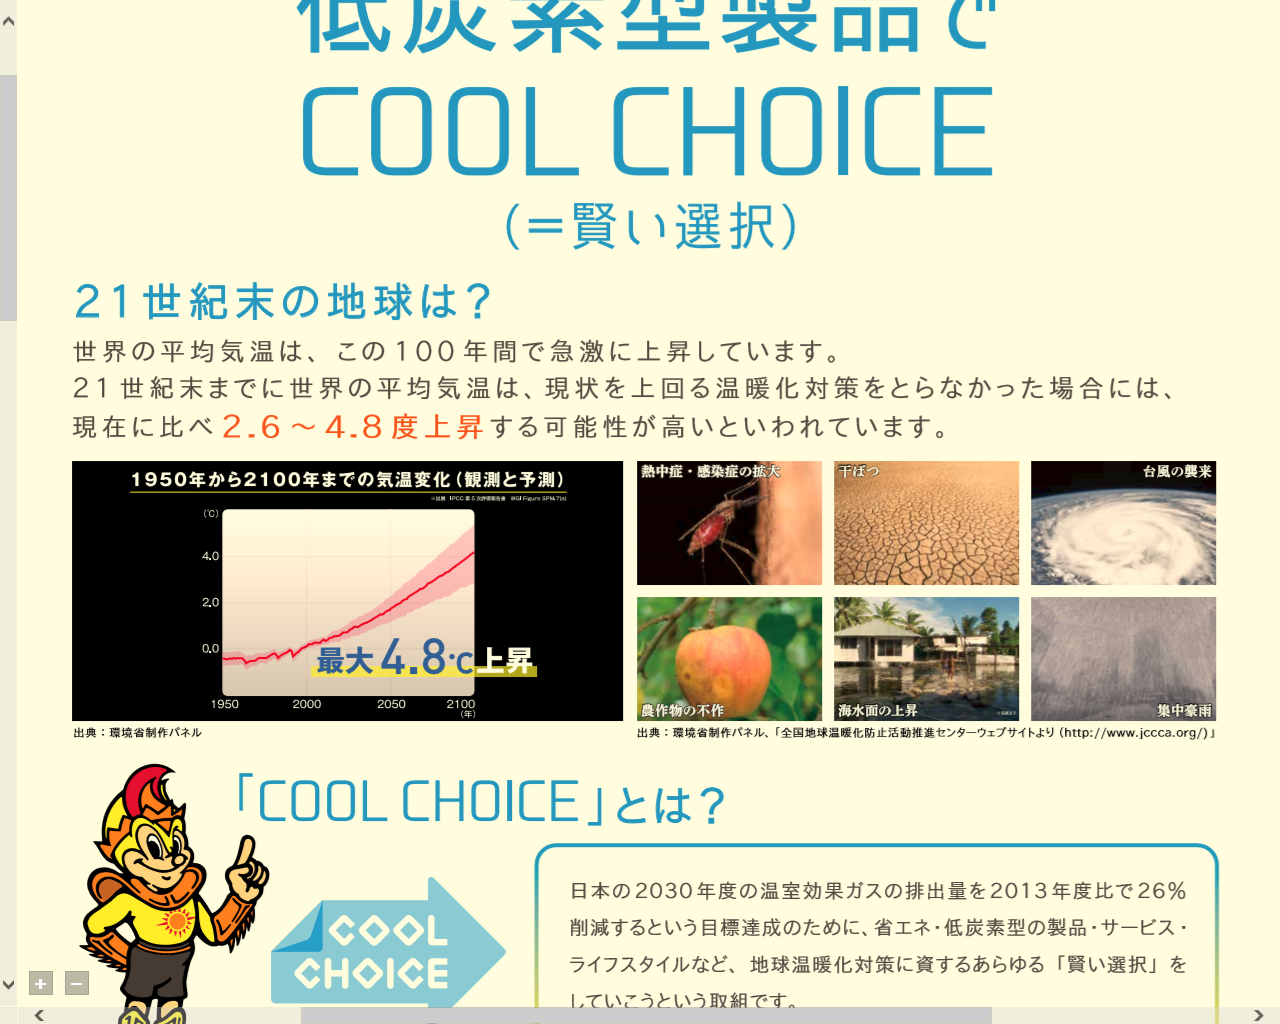 低炭素型製品で
COOL CHOICE
(=賢い選択)
21世紀末の地球は?
世界の平均気温は、この100年間で急激に上昇しています。
21世紀末までに世界の平均気温は、現状を上回る温暖化対策をとらなかった場合には、
現在に比べ2.6～4.8度上昇する可能性が高いといわれています。
1950年から2100年までの気温変化(観測と予測)
(℃)
4.0
2.0
0.0
最大4.8℃上昇
1950 2000 2050 2100
(年)
熱中症・感染症の拡大
干ばつ
台風の襲来
農作物の不作
海水面の上昇
集中豪雨
出典：環境省制作パネル
出典：環境省制作パネル、「全国地球温暖化防止活動推進センターウェブサイトより(http://www.jccca.org/)」
「COOL CHOICE」とは?
COOL
CHOICE
日本の2030年度の温室効果ガスの排出量を2013年度比で26%
削減するという目標達成のために、省エネ・低炭素型の製品・サービス・
ライフスタイルなど、地球温暖化対策に資するあらゆる「賢い選択」を
していこうという取組です。